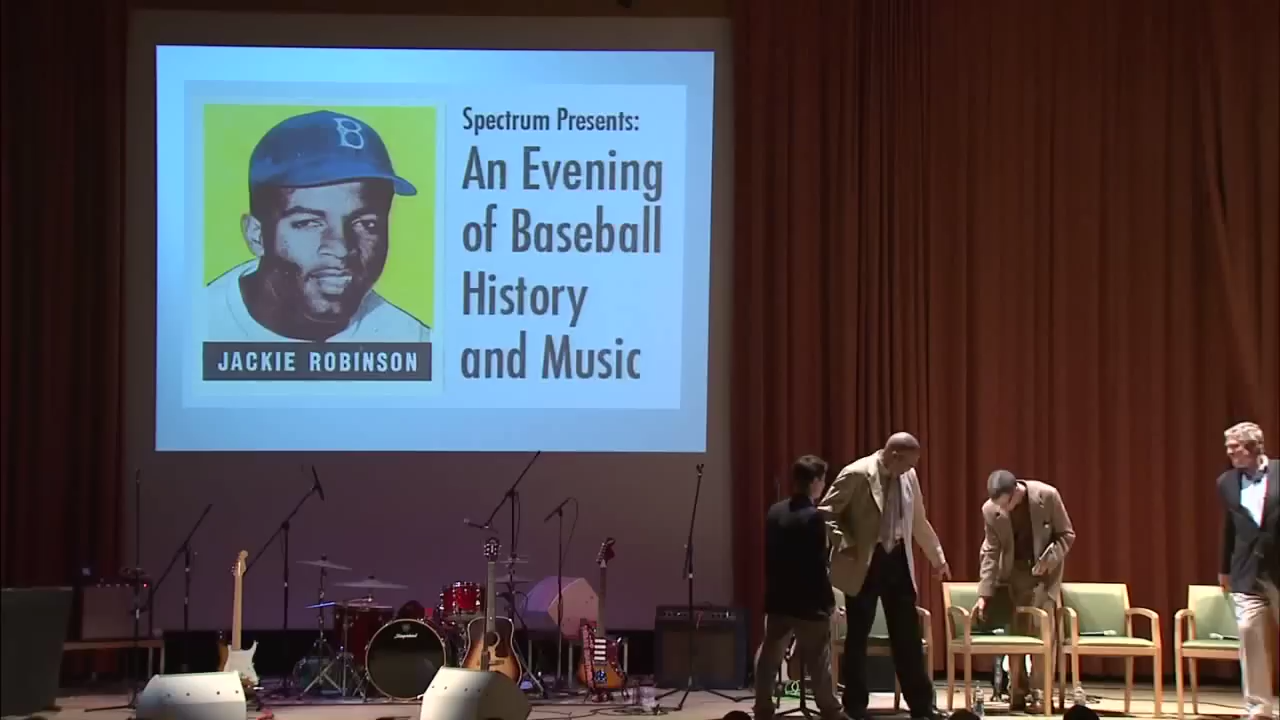 B
JACKIE ROBINSON
Spectrum Presents:
An Evening
of Baseball
History
and Music